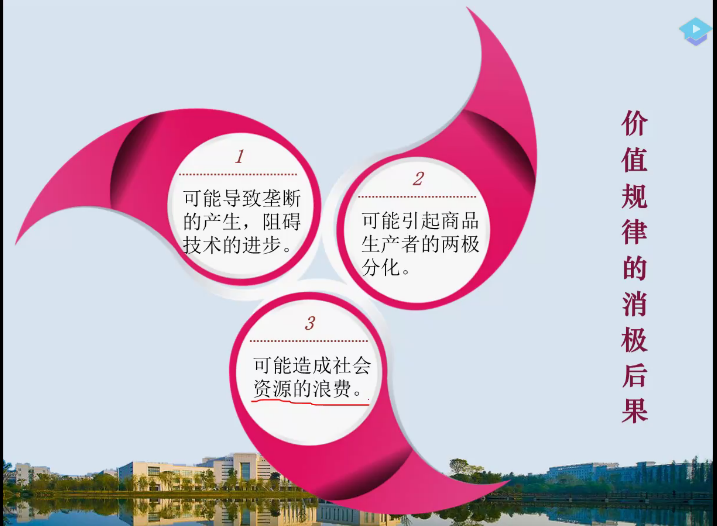 价值规律的消极后果
1
可能导致垄断
的产生，阻碍
技术的进步。
2
可能引起商品
生产者的两极
分化。
3
可能造成社会
资源的浪费。